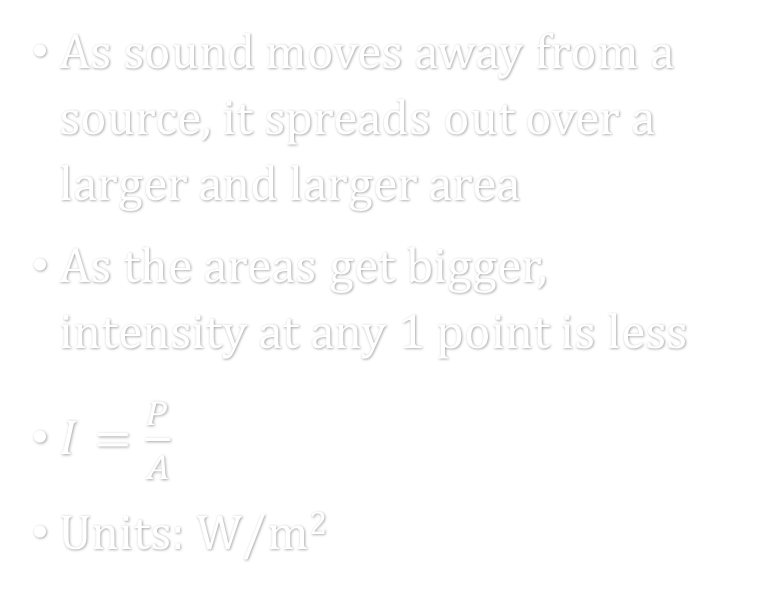 • As sound moves away from a
source, it spreads out over a
larger and larger area
• As the areas get bigger,
intensity at any 1 point is less
• I = P/A
• Units: W/m²